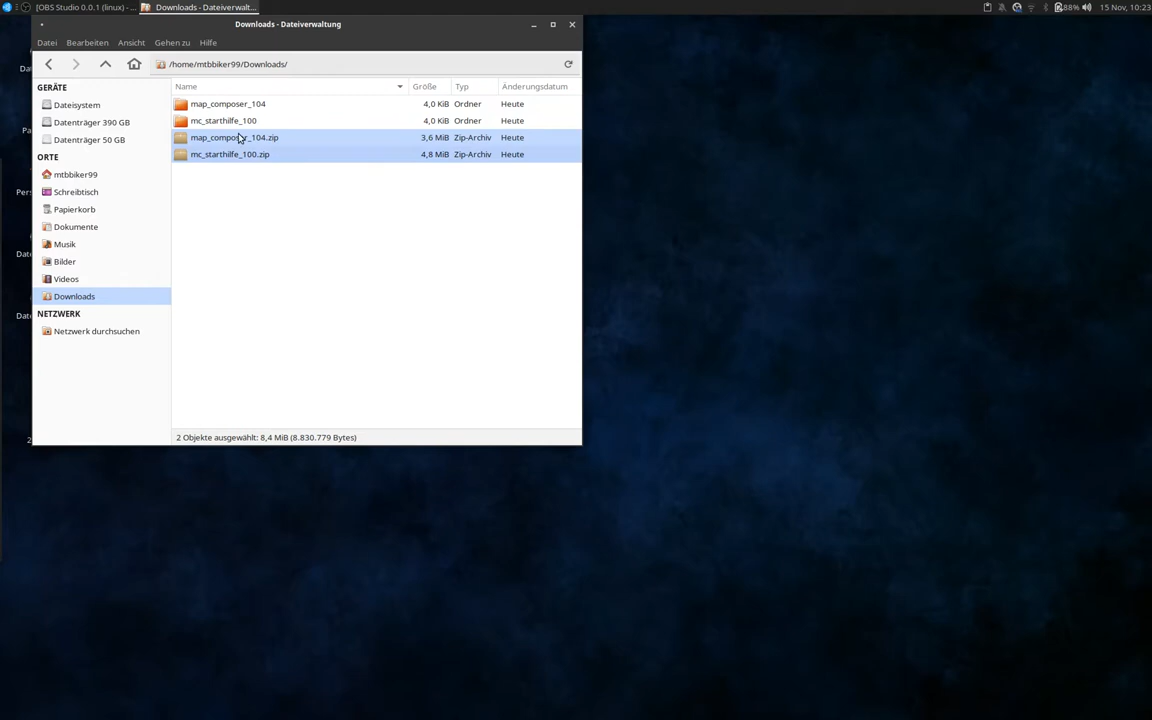 [OBS Studio 0.0.1 (linux) - ...
Downloads - Dateiverwalt...
88%
15 Nov, 10:23
Downloads - Dateiverwaltung
Datei Bearbeiten Ansicht Gehen zu Hilfe
/home/mtbbiker99/Downloads/
GERÄTE
Dateisystem
Datenträger 390 GB
Datenträger 50 GB
ORTE
mtbbiker99
Schreibtisch
Papierkorb
Dokumente
Musik
Bilder
Videos
Downloads
NETZWERK
Netzwerk durchsuchen
Name Größe Typ Änderungsdatum
map_composer_104 4,0 KiB Ordner Heute
mc_starthilfe_100 4,0 KiB Ordner Heute
map_composer_104.zip 3,6 MiB Zip-Archiv Heute
mc_starthilfe_100.zip 4,8 MiB Zip-Archiv Heute
2 Objekte ausgewählt: 8,4 MiB (8.830.779 Bytes)